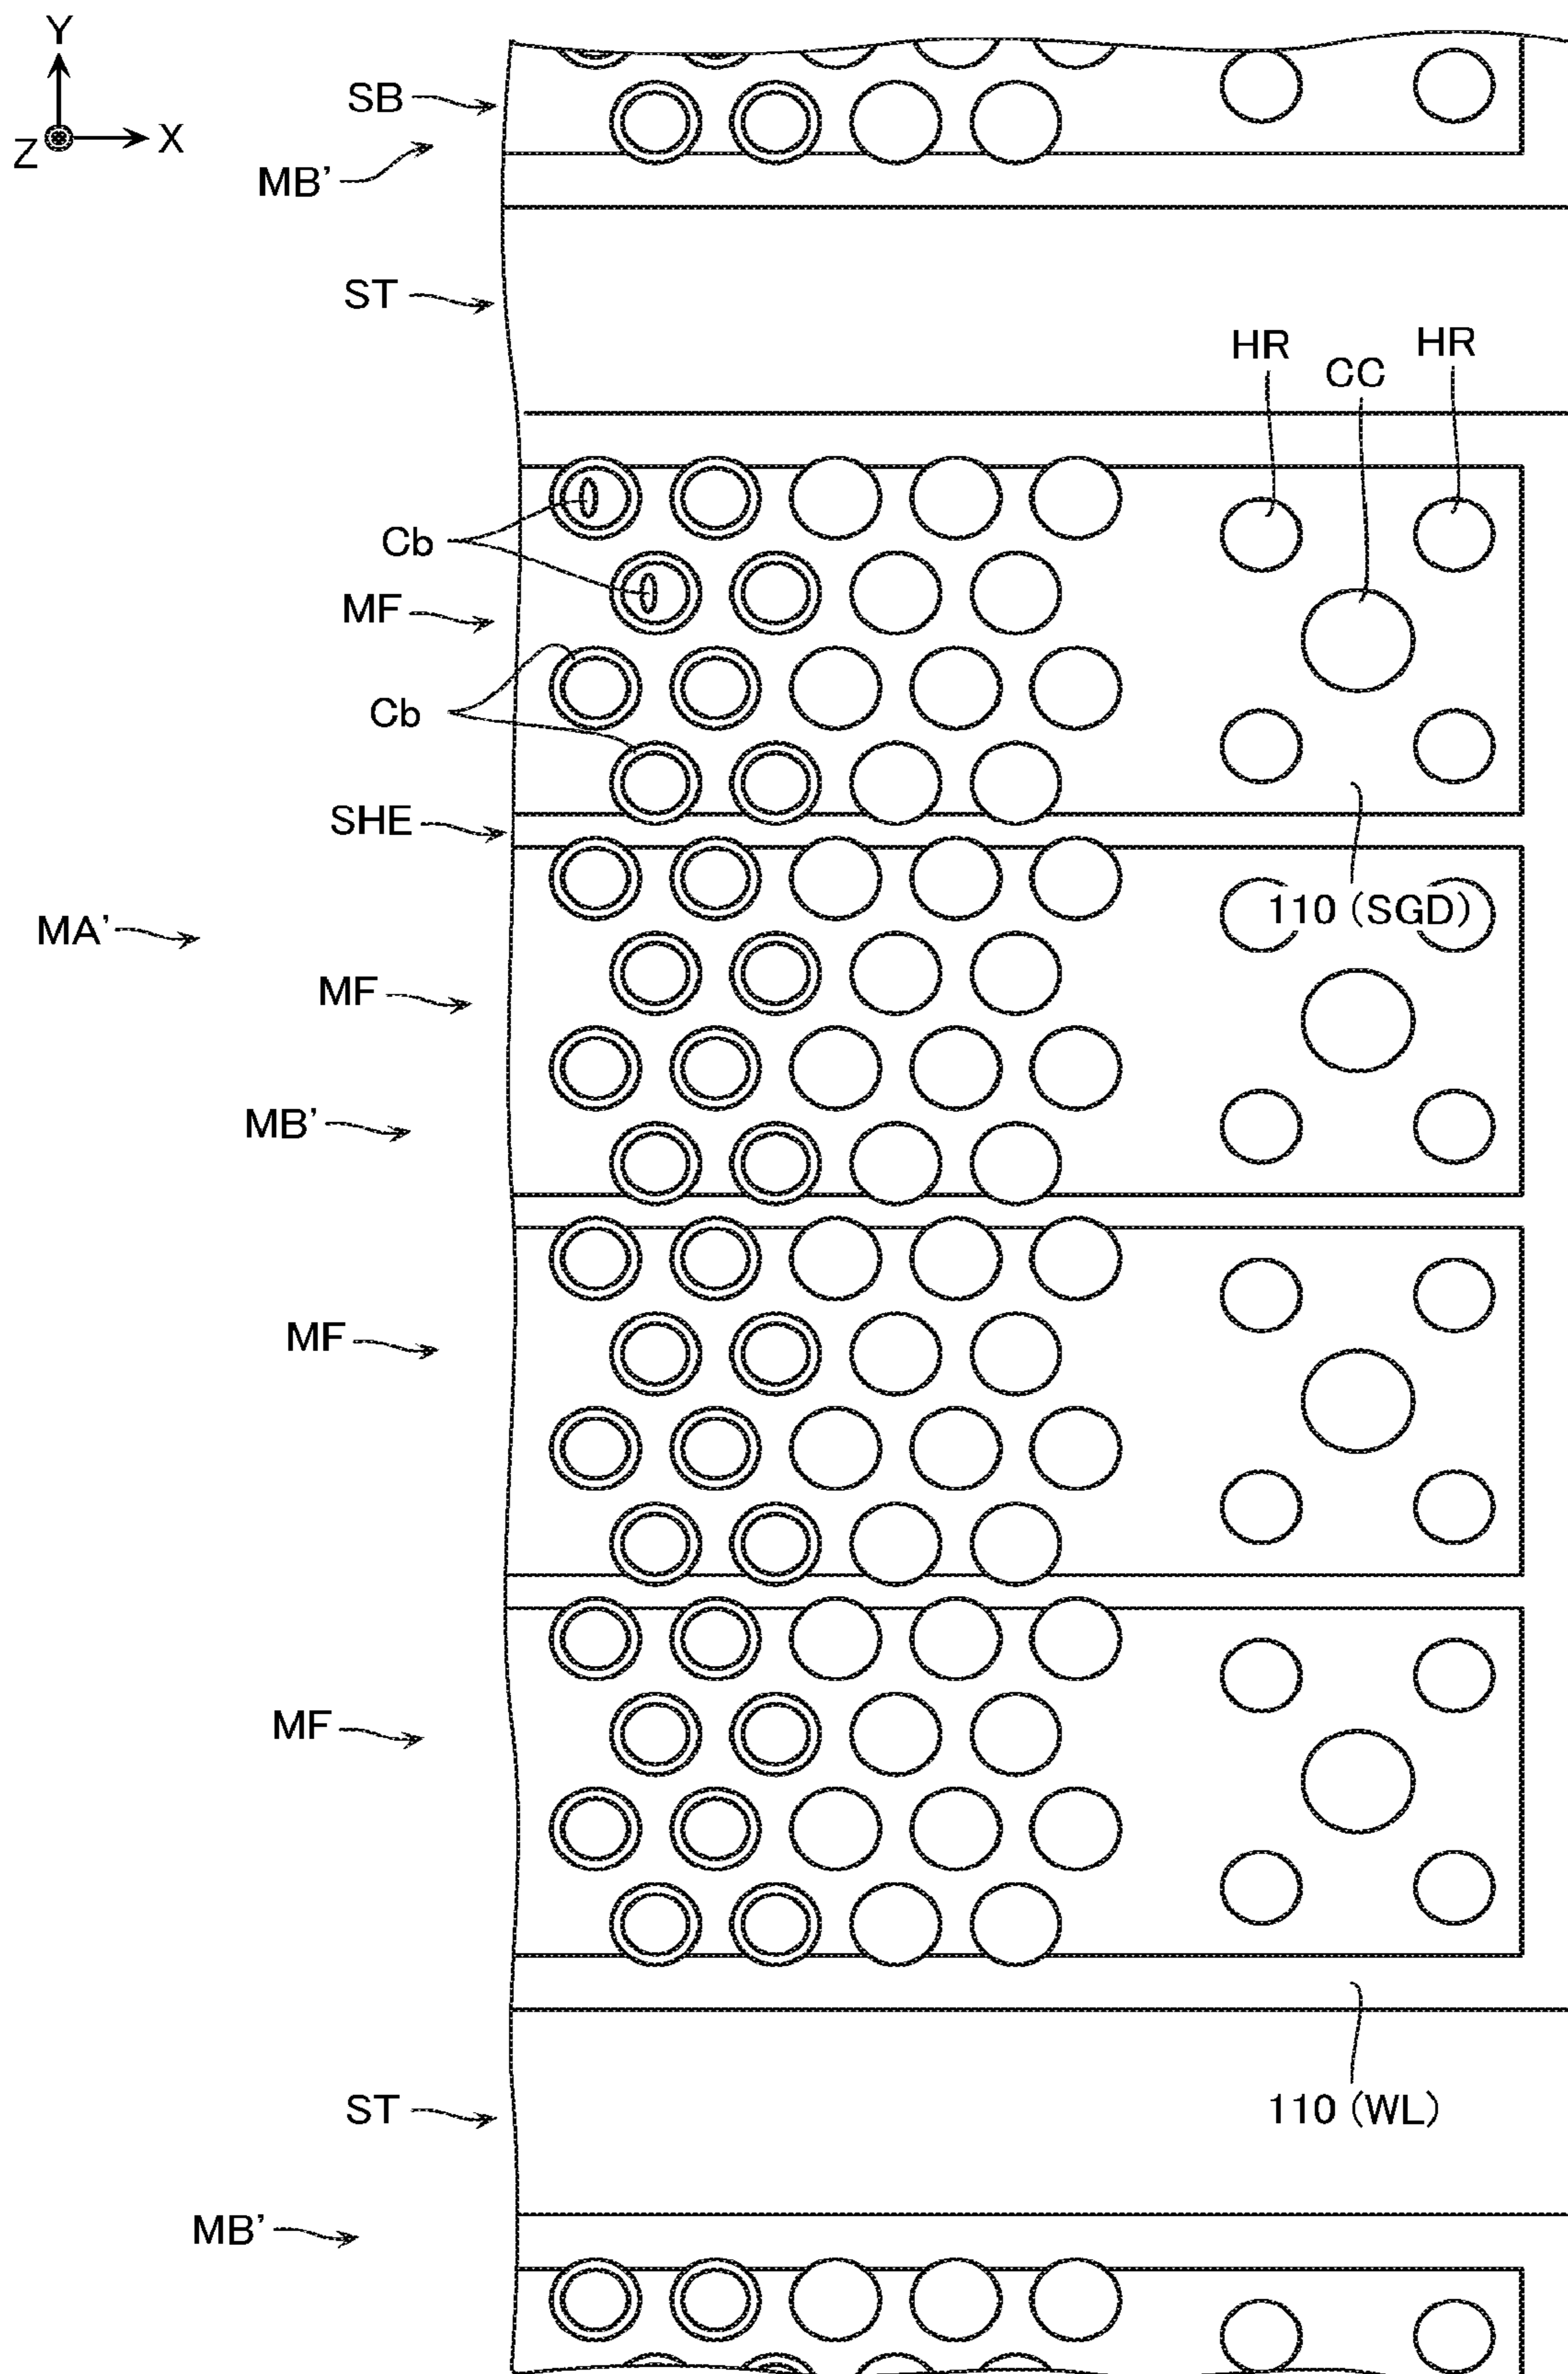 Y
SB
Z
X
MB'
ST
HR
HR
CC
Cb
MF
Cb
SHE
110 (SGD)
MA'
MF
MB'
MF
MF
110 (WL)
ST
MB'